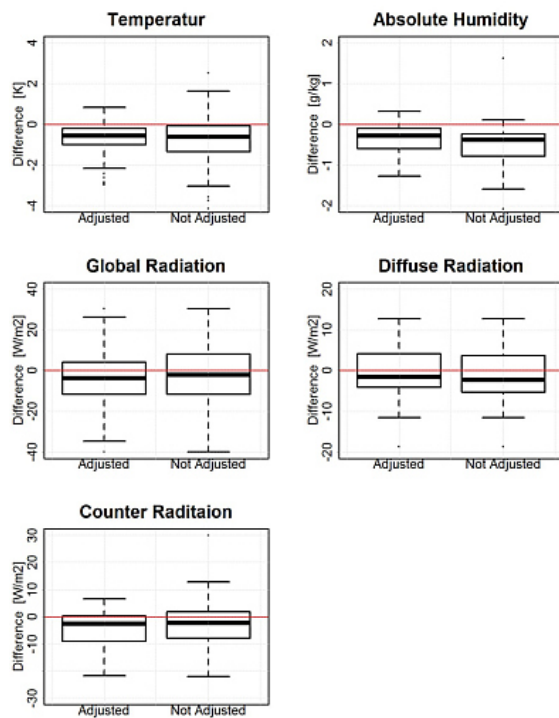 Temperatur
Difference [K]
4
2
0
-2
-4
Adjusted
Not Adjusted
Absolute Humidity
Difference [g/kg]
2
1
0
-1
-2
Adjusted
Not Adjusted
Global Radiation
Difference [W/m2]
40
20
0
-20
-40
Adjusted
Not Adjusted
Diffuse Radiation
Difference [W/m2]
20
10
0
-10
-20
Adjusted
Not Adjusted
Counter Raditaion
Difference [W/m2]
30
10
0
-10
-30
Adjusted
Not Adjusted